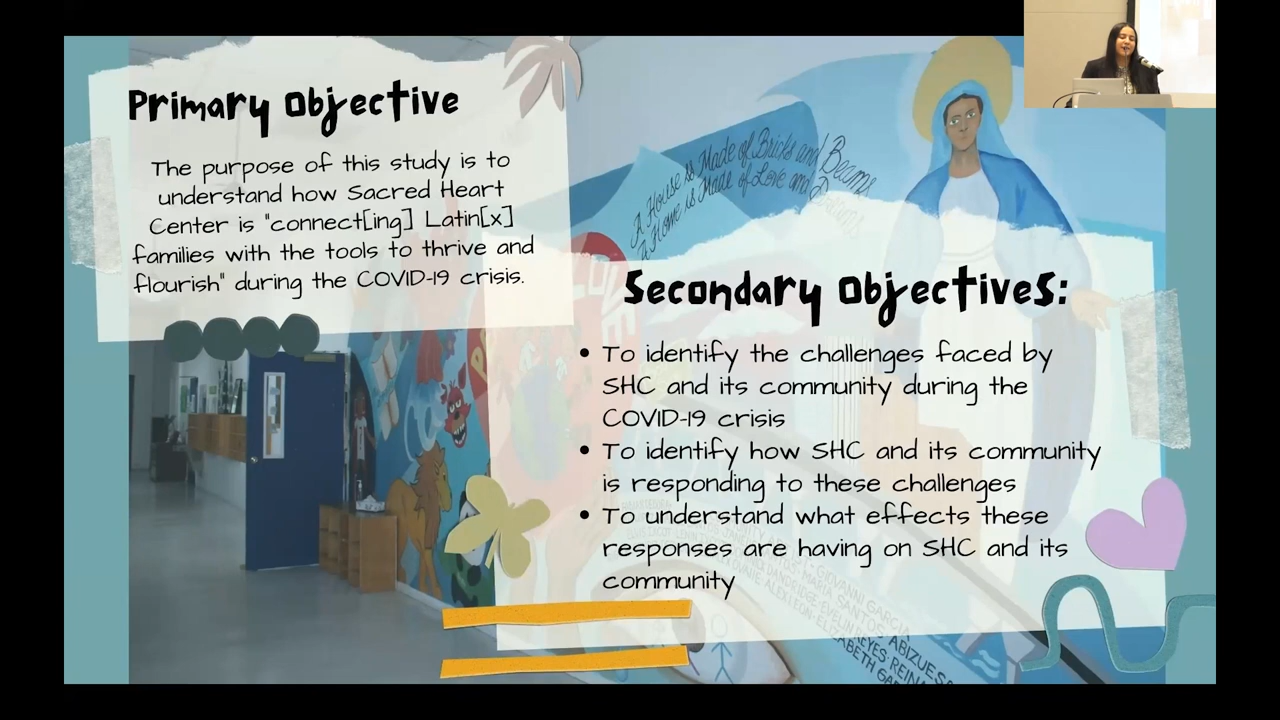 Primary Objective
The purpose of this study is to
understand how Sacred Heart
Center is "connect[ing] Latin[x]
families with the tools to thrive and
flourish" during the COVID-19 crisis.
A House is Made of Bricks and Beams
A Home is Made of Love and Dreams
LOVE
Secondary Objectives:
• To identify the challenges faced by
SHC and its community during the
COVID-19 crisis
• To identify how SHC and its community
is responding to these challenges
• To understand what effects these
responses are having on SHC and its
community
GIOVANNI GARCIA